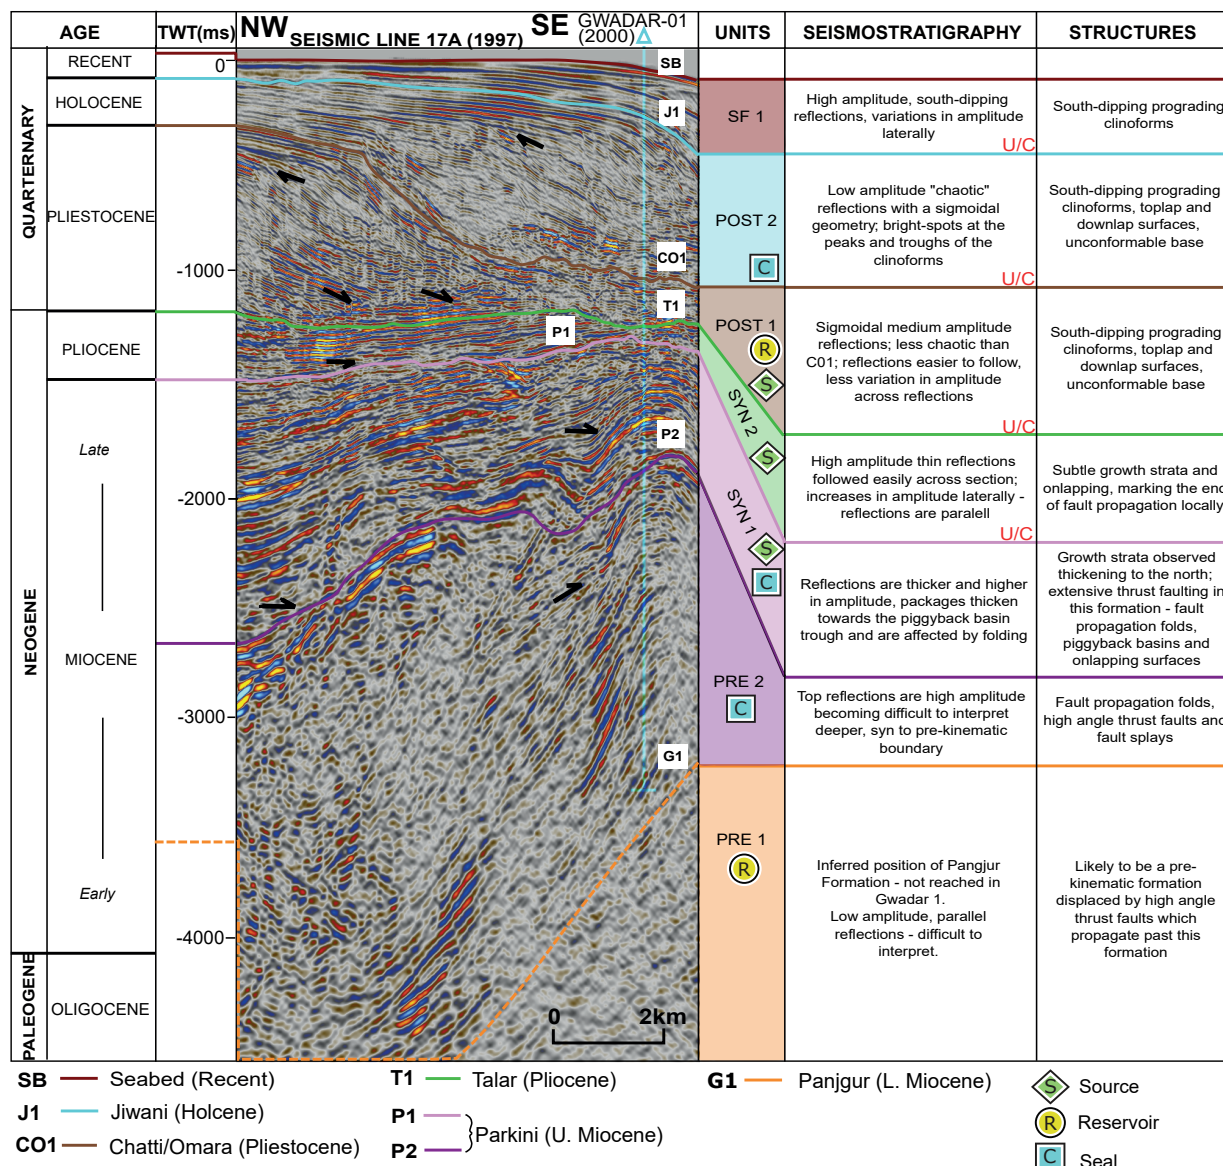 AGE
TWT(ms)
NW
SEISMIC LINE 17A (1997)
SE
GWADAR-01
(2000)
UNITS
SEISMOSTRATIGRAPHY
STRUCTURES
RECENT
HOLOCENE
PLIESTOCENE
PLIOCENE
Late
MIOCENE
Early
OLIGOCENE
QUARTERNARY
NEOGENE
PALEOGENE
0
-1000
-2000
-3000
-4000
SB
J1
CO1
T1
P1
P2
G1
0
2km
SF 1
High amplitude, south-dipping
reflections, variations in amplitude
laterally
U/C
South-dipping prograding
clinoforms
POST 2
C
Low amplitude "chaotic"
reflections with a sigmoidal
geometry; bright-spots at the
peaks and troughs of the
clinoforms
U/C
South-dipping prograding
clinoforms, toplap and
downlap surfaces,
unconformable base
POST 1
R
S
Sigmoidal medium amplitude
reflections; less chaotic than
C01; reflections easier to follow,
less variation in amplitude
across reflections
U/C
South-dipping prograding
clinoforms, toplap and
downlap surfaces,
unconformable base
SYN 2
S
High amplitude thin reflections
followed easily across section;
increases in amplitude laterally -
reflections are paralell
U/C
Subtle growth strata and
onlapping, marking the end
of fault propagation locally
SYN 1
S
C
Reflections are thicker and higher
in amplitude, packages thicken
towards the piggyback basin
trough and are affected by folding
Growth strata observed
thickening to the north;
extensive thrust faulting in
this formation - fault
propagation folds,
piggyback basins and
onlapping surfaces
PRE 2
C
Top reflections are high amplitude
becoming difficult to interpret
deeper, syn to pre-kinematic
boundary
Fault propagation folds,
high angle thrust faults and
fault splays
PRE 1
R
Inferred position of Pangjur
Formation - not reached in
Gwadar 1.
Low amplitude, parallel
reflections - difficult to
interpret.
Likely to be a pre-
kinematic formation
displaced by high angle
thrust faults which
propagate past this
formation
SB Seabed (Recent)
J1 Jiwani (Holcene)
CO1 Chatti/Omara (Pliestocene)
T1 Talar (Pliocene)
P1
P2
Parkini (U. Miocene)
G1 Panjgur (L. Miocene)
S Source
R Reservoir
C Seal